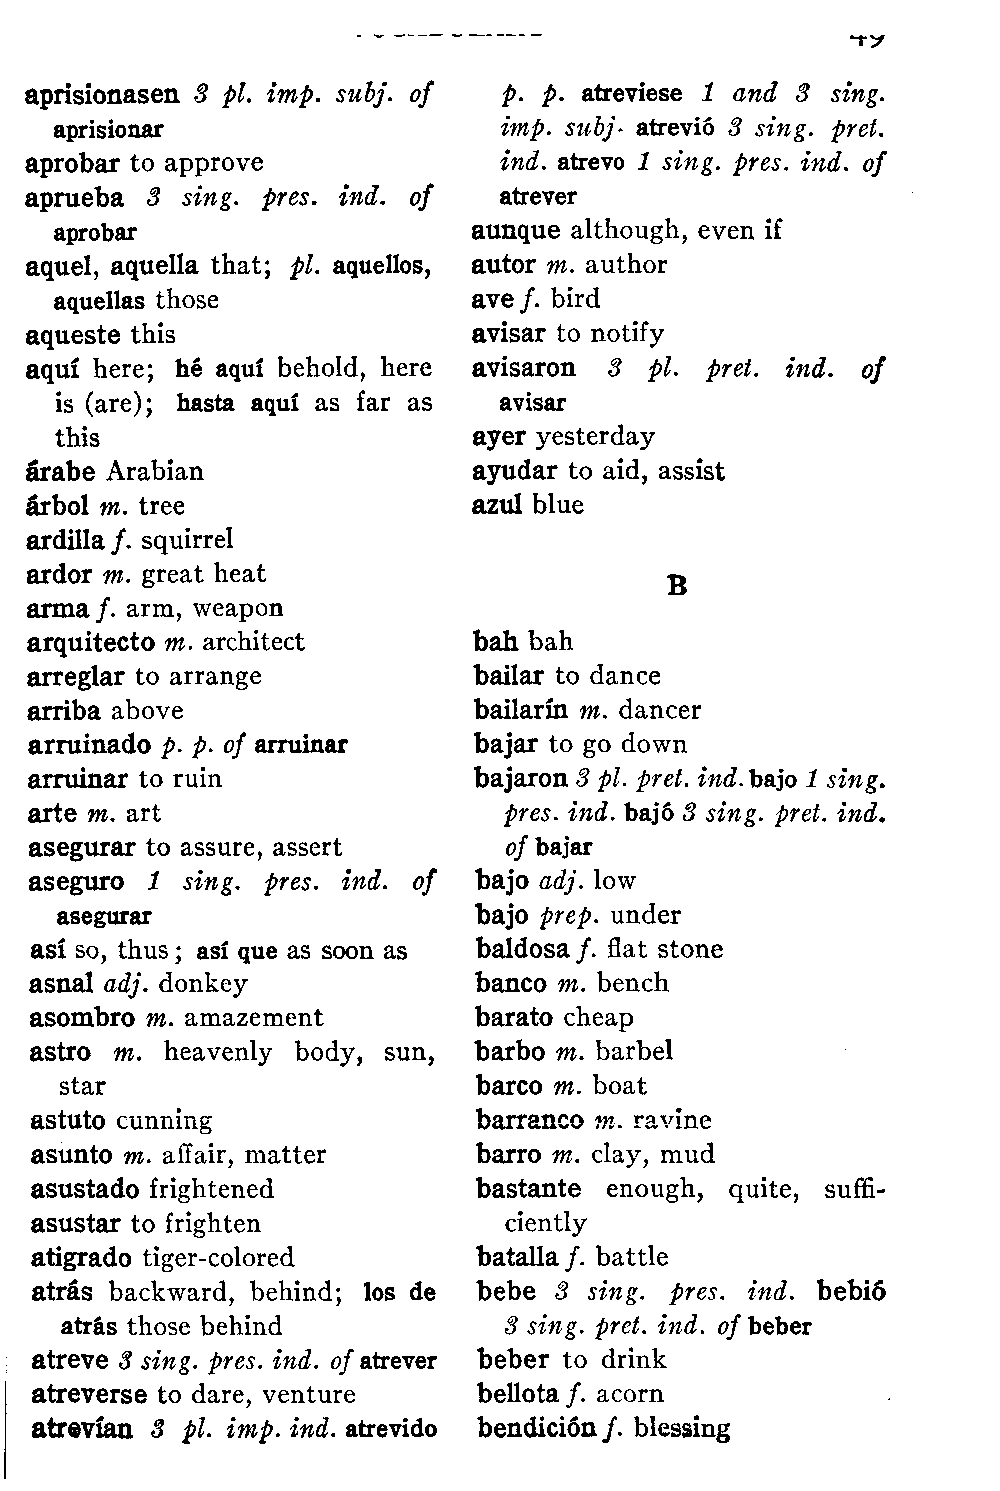 49
aprisionasen 3 pl. imp. subj. of
aprisionar
aprobar to approve
aprueba 3 sing. pres. ind. of
aprobar
aquel, aquella that; pl. aquellos,
aquellas those
aqueste this
aquí here; hé aquí behold, here
is (are); hasta aquí as far as
this
árabe Arabian
árbol m. tree
ardilla f. squirrel
ardor m. great heat
arma f. arm, weapon
arquitecto m. architect
arreglar to arrange
arriba above
arruinado p. p. of arruinar
arruinar to ruin
arte m. art
asegurar to assure, assert
aseguro 1 sing. pres. ind. of
asegurar
así so, thus; así que as soon as
asnal adj. donkey
asombro m. amazement
astro m. heavenly body, sun,
star
astuto cunning
asunto m. affair, matter
asustado frightened
asustar to frighten
atigrado tiger-colored
atrás backward, behind; los de
atrás those behind
atreve 3 sing. pres. ind. of atrever
atreverse to dare, venture
atrevían 3 pl. imp. ind. atrevido
p. p. atreviese 1 and 3 sing.
imp. subj. atrevió 3 sing. pret.
ind. atrevo 1 sing. pres. ind. of
atrever
aunque although, even if
autor m. author
ave f. bird
avisar to notify
avisaron 3 pl. pret. ind. of
avisar
ayer yesterday
ayudar to aid, assist
azul blue
B
bah bah
bailar to dance
bailarín m. dancer
bajar to go down
bajaron 3 pl. pret. ind. bajo 1 sing.
pres. ind. bajó 3 sing. pret. ind.
of bajar
bajo adj. low
bajo prep. under
baldosa f. flat stone
banco m. bench
barato cheap
barbo m. barbel
barco m. boat
barranco m. ravine
barro m. clay, mud
bastante enough, quite, suffi-
ciently
batalla f. battle
bebe 3 sing. pres. ind. bebió
3 sing. pret. ind. of beber
beber to drink
bellota f. acorn
bendición f. blessing